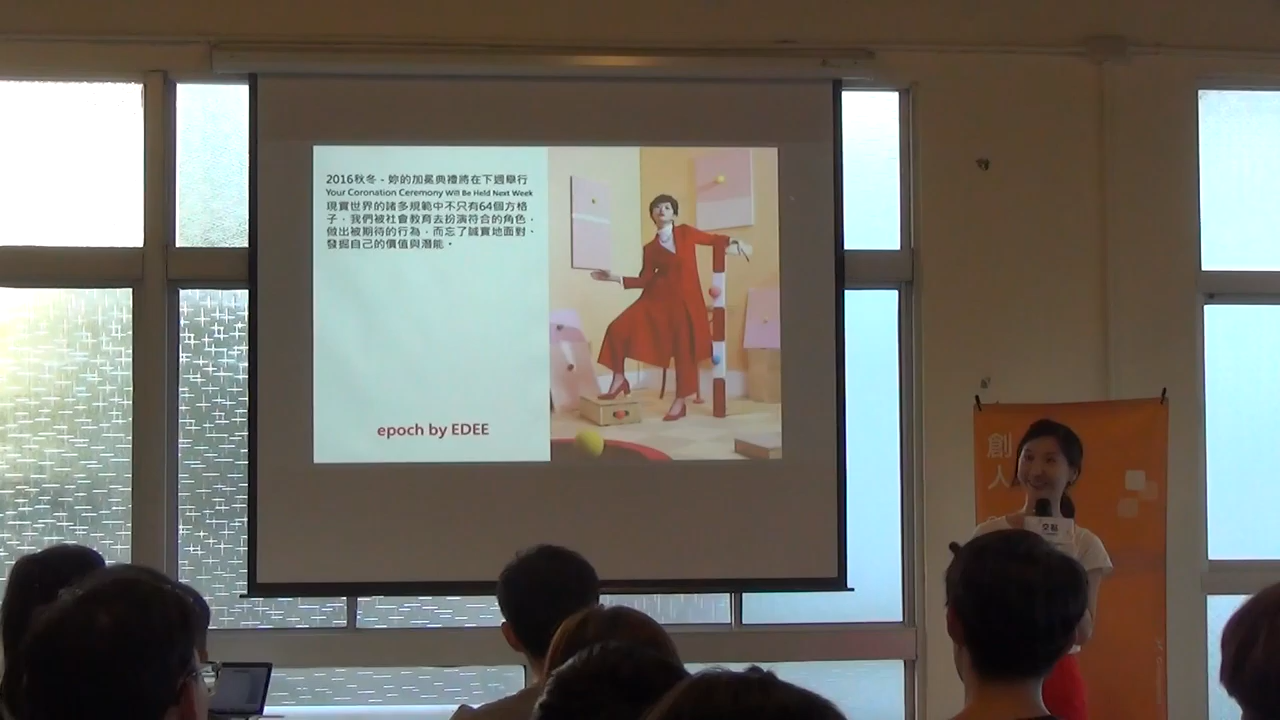 2016秋冬 - 妳的加冕典禮將在下週舉行
Your Coronation Ceremony Will Be Held Next Week
現實世界的諸多規範中不只有64個方格
子，我們被社會教育去扮演符合的角色，
做出被期待的行為，而忘了誠實地面對，
發掘自己的價值與潛能。
epoch by EDEE
創
人